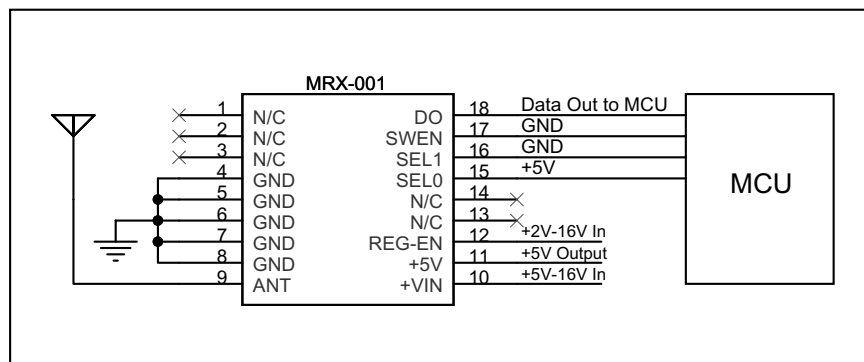 MRX-001
1 N/C DO 18 Data Out to MCU
2 N/C SWEN 17 GND
3 N/C SEL1 16 GND
4 GND SEL0 15 +5V
5 GND N/C 14
6 GND N/C 13
7 GND REG-EN 12 +2V-16V In
8 GND +5V 11 +5V Output
9 ANT +VIN 10 +5V-16V In
MCU